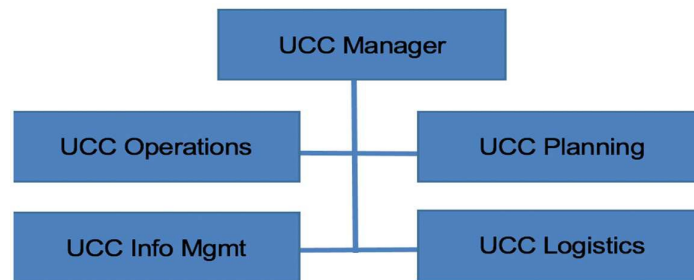 UCC Manager
UCC Operations
UCC Planning
UCC Info Mgmt
UCC Logistics